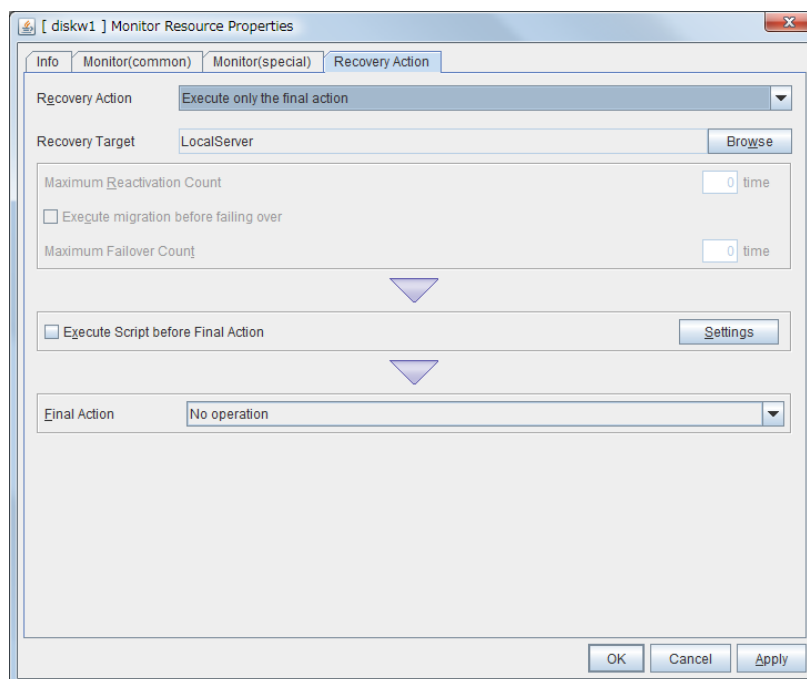 [ diskw1 ] Monitor Resource Properties
x
Info Monitor(common) Monitor(special) Recovery Action
Recovery Action Execute only the final action
Recovery Target LocalServer Browse
Maximum Reactivation Count 0 time
Execute migration before failing over
Maximum Failover Count 0 time
Execute Script before Final Action Settings
Final Action No operation
OK Cancel Apply